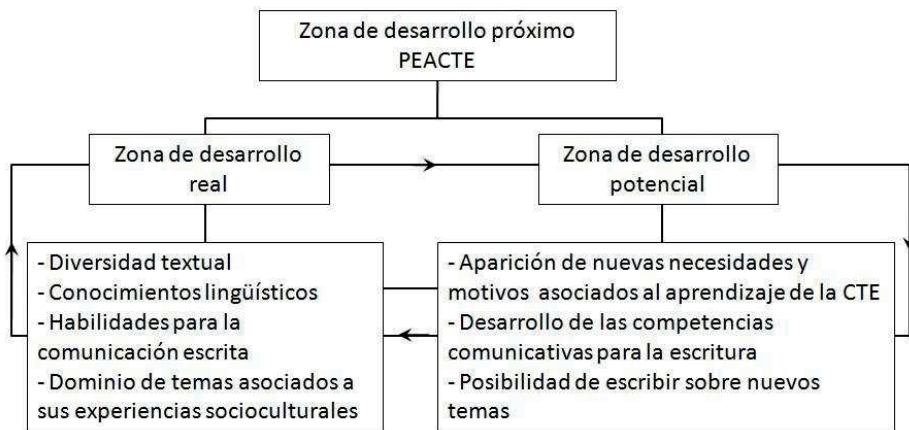 Zona de desarrollo próximo
PEACTE
Zona de desarrollo
real
Zona de desarrollo
potencial
- Diversidad textual
- Conocimientos lingüísticos
- Habilidades para la
comunicación escrita
- Dominio de temas asociados a
sus experiencias socioculturales
- Aparición de nuevas necesidades y
motivos asociados al aprendizaje de la CTE
- Desarrollo de las competencias
comunicativas para la escritura
- Posibilidad de escribir sobre nuevos
temas